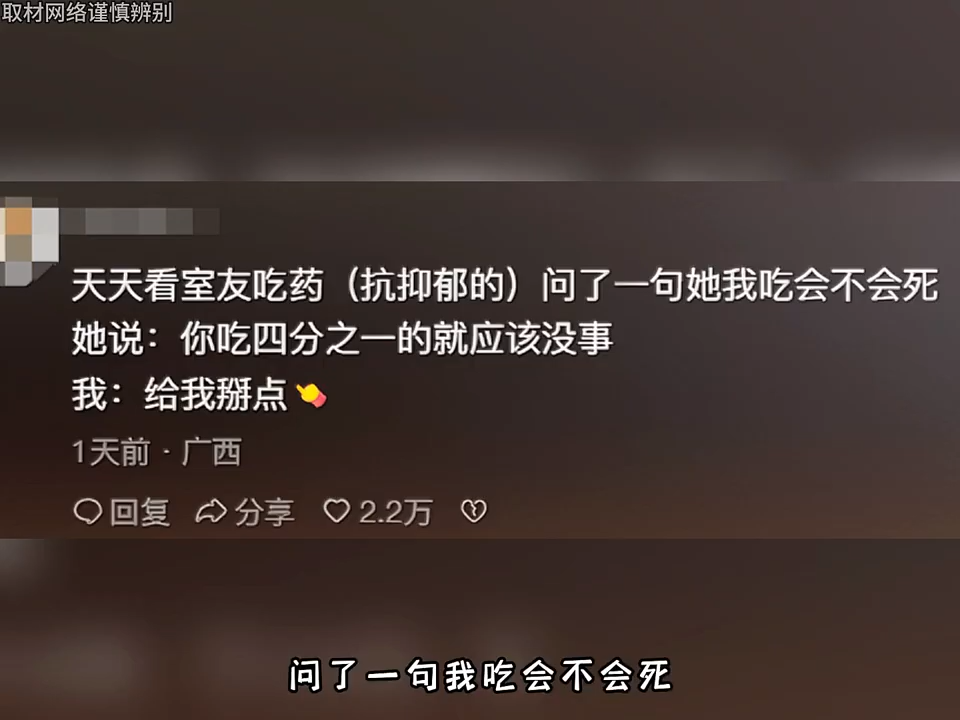 取材网络谨慎辨别
天天看室友吃药（抗抑郁的）问了一句她我吃会不会死
她说：你吃四分之一的就应该没事
我：给我掰点👈
1天前 · 广西
回复 分享 2.2万
问了一句我吃会不会死